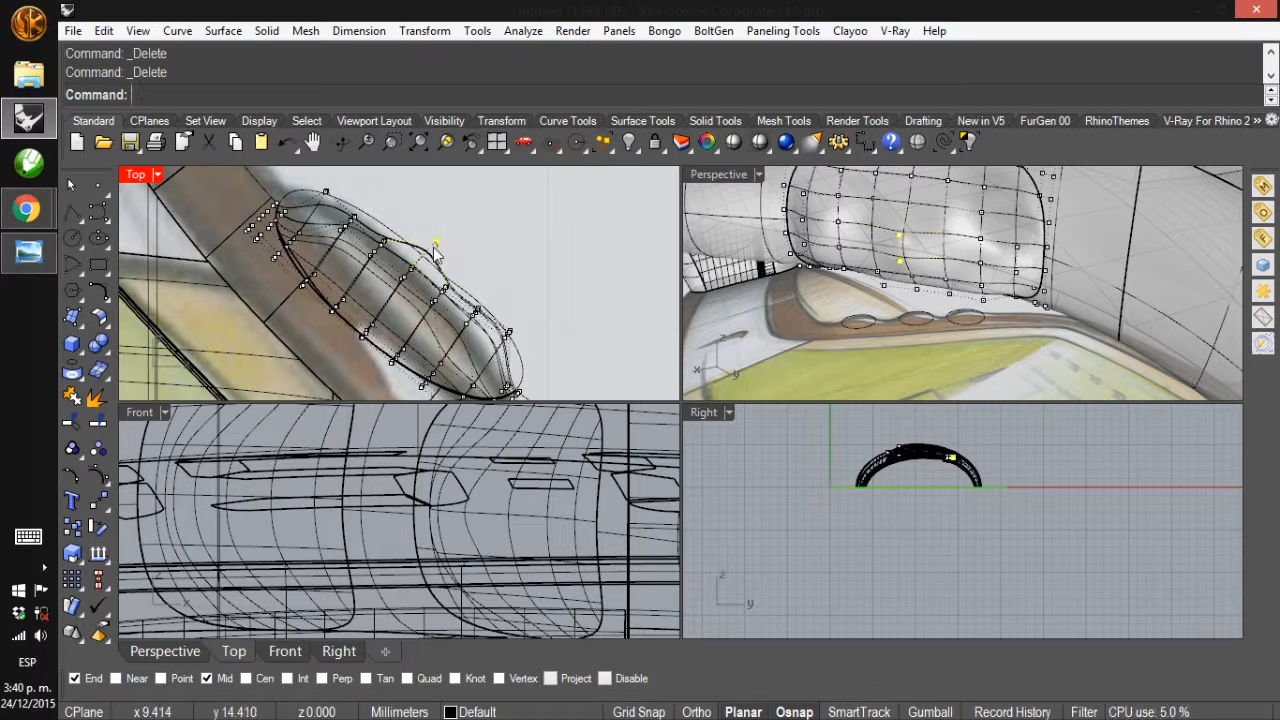 File Edit View Curve Surface Solid Mesh Dimension Transform Tools Analyze Render Panels Bongo BoltGen Paneling Tools Clayoo V-Ray Help
Command: _Delete
Command: _Delete
Command:
Standard CPlanes Set View Display Select Viewport Layout Visibility Transform Curve Tools Surface Tools Solid Tools Mesh Tools Render Tools Drafting New in V5 FurGen 00 RhinoThemes V-Ray For Rhino 2 »
Top
Perspective
x
y
Front
Right
x
z
y
Perspective Top Front Right
End Near Point Mid Cen Int Perp Tan Quad Knot Vertex Project Disable
CPlane x 9.414 y 14.410 z 0.000 Millimeters Default Grid Snap Ortho Planar Osnap SmartTrack Gumball Record History Filter CPU use: 5.0 %
ESP
3:40 p. m.
24/12/2015